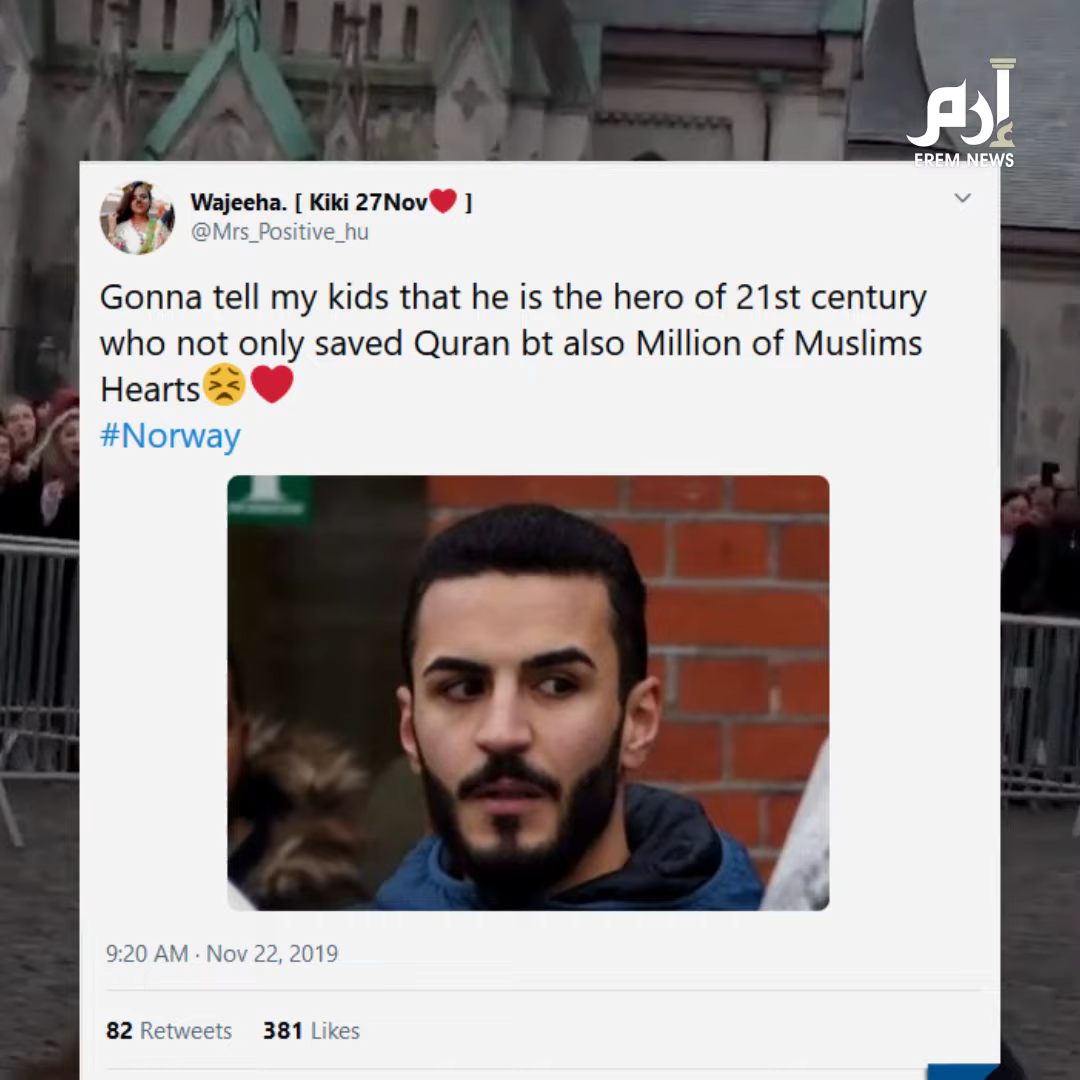 إرم
EREM NEWS
Wajeeha. [ Kiki 27Nov❤️ ]
@Mrs_Positive_hu
Gonna tell my kids that he is the hero of 21st century
who not only saved Quran bt also Million of Muslims
Hearts😣❤️
#Norway
9:20 AM · Nov 22, 2019
82 Retweets 381 Likes